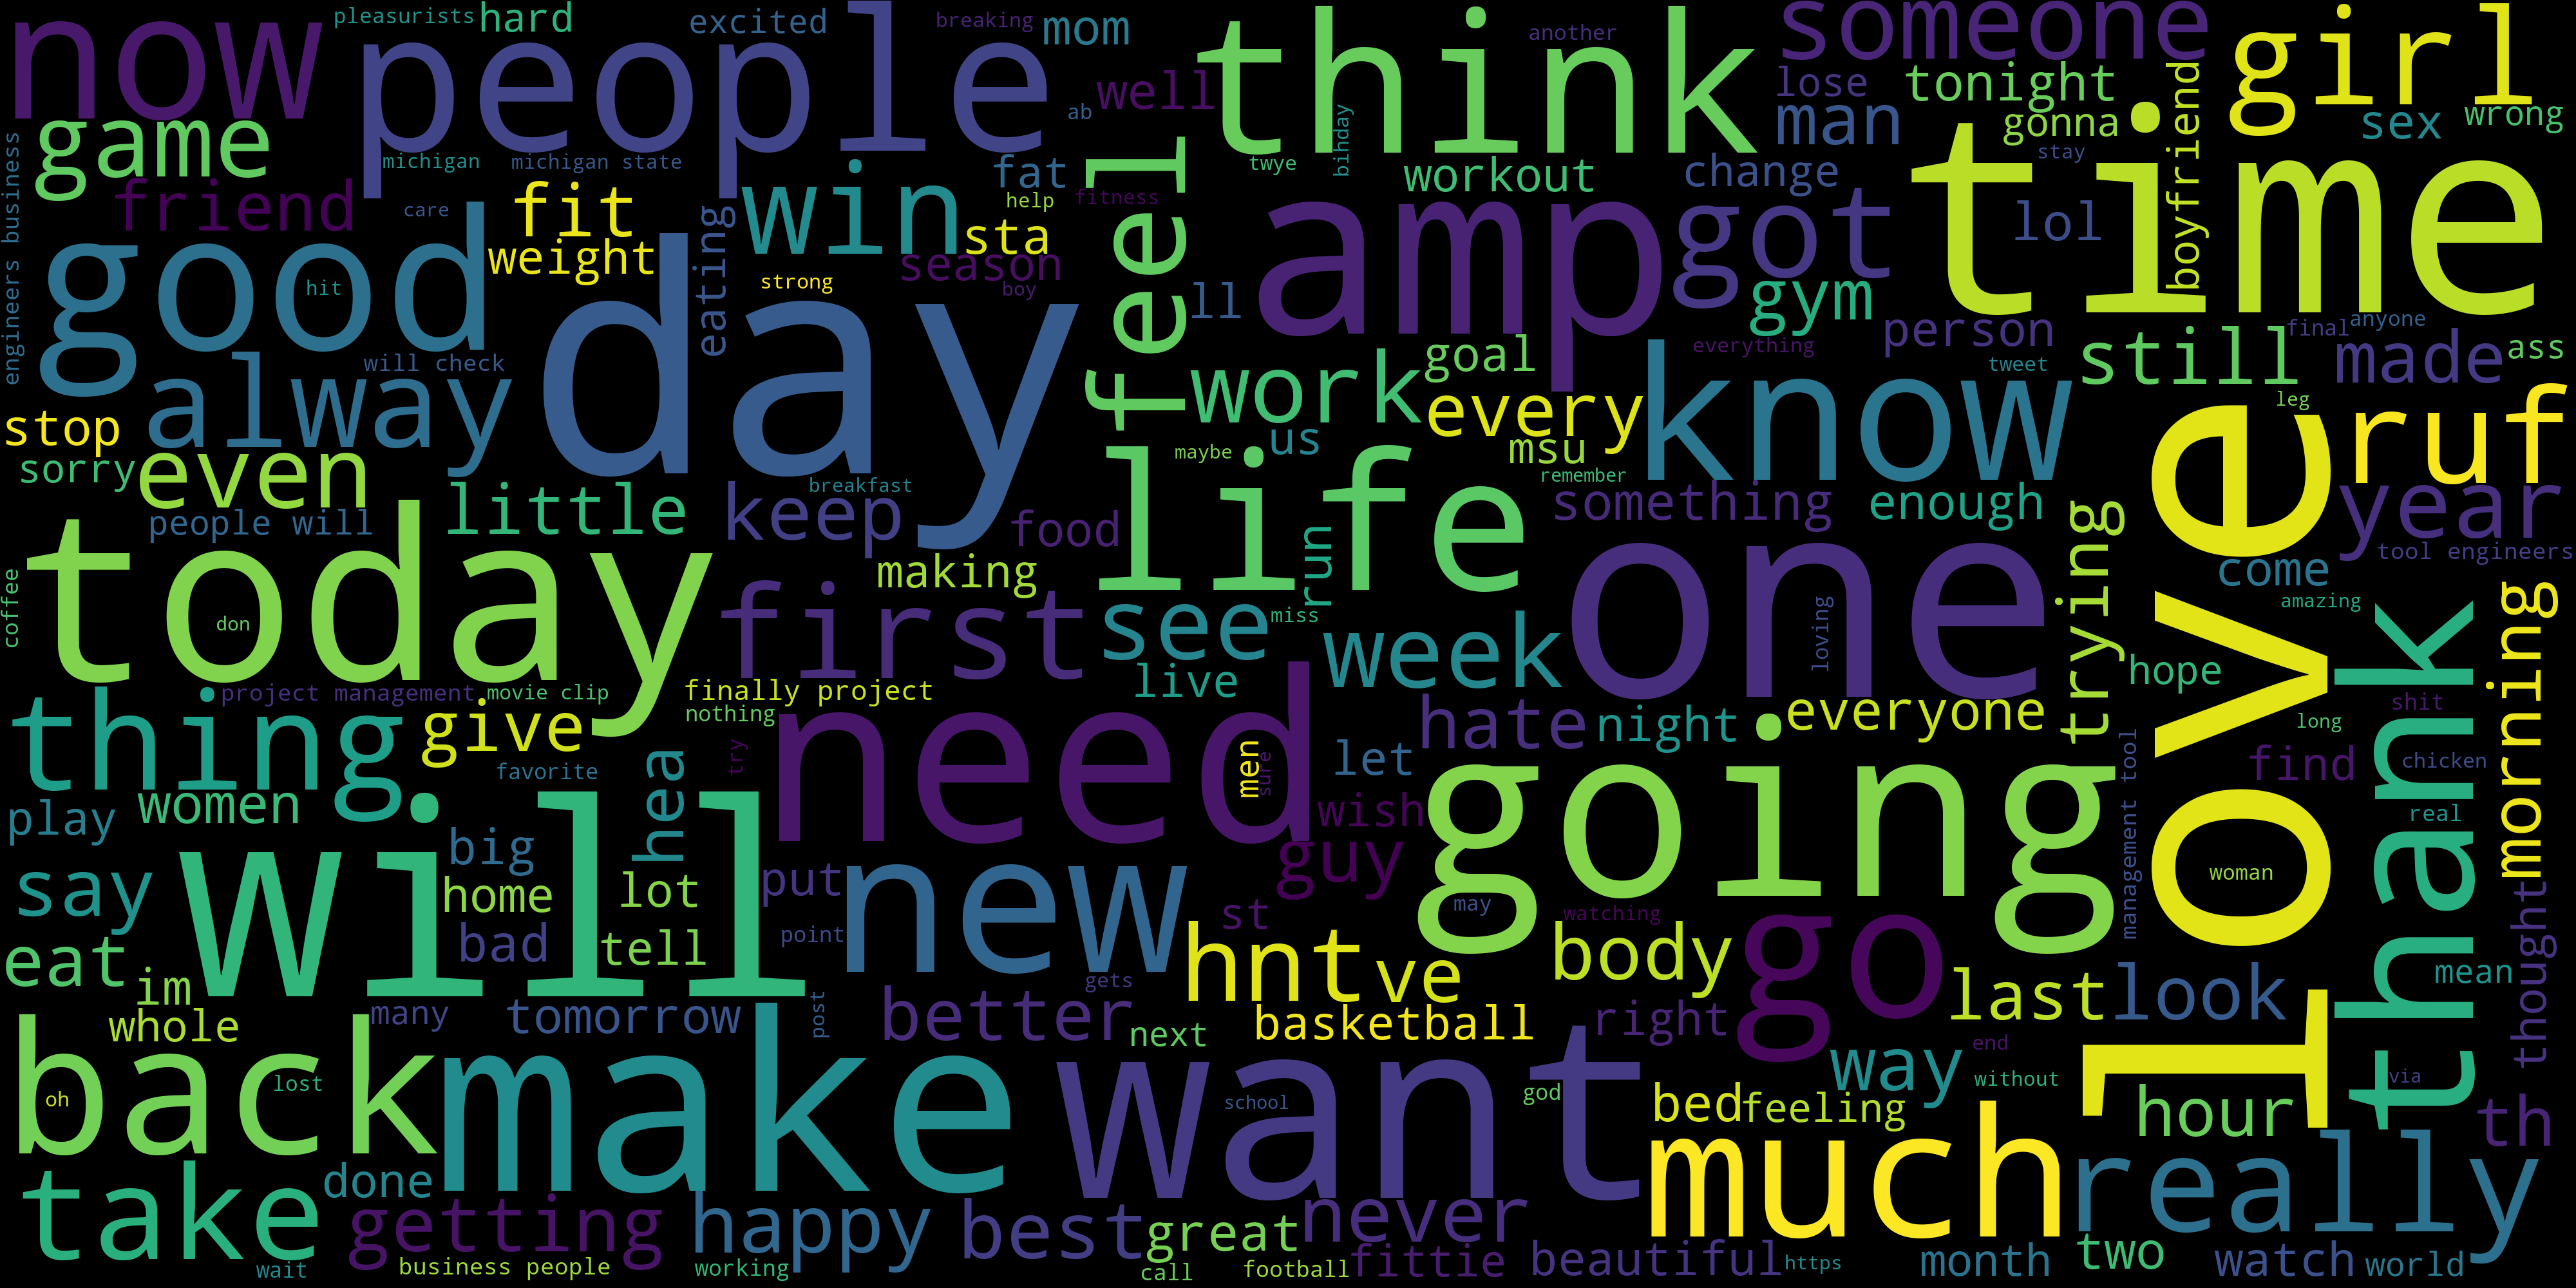 now
pleasurists
hard
people
excited
breaking
mom
think
another
someone
girl
game
michigan
michigan state
ab
well
lose
tonight
man
gonna
sex
wrong
engineers business
friend
care
fit
win
fat
help
fitness
feel
twye
bihday
workout
change
stay
boyfriend
time
good
hit
weight
eating
sta
season
strong
boy
ll
amp
got
lol
gym
person
final
anyone
alway
will check
day
work
goal
everything
know
tweet
still
made
ass
leg
stop
sorry
even
every
us
msu
maybe
remember
ruf
year
people will
little
breakfast
keep
food
life
something
enough
tool engineers
today
don
coffee
making
first
run
see
miss
one
loving
trying
come
amazing
love
thank
morning
project management
movie clip
finally project
nothing
live
week
hope
thing
give
need
try
men
sure
hate
night
everyone
long
shit
find
chicken
favorite
hea
let
play
women
wish
going
management tool
real
big
guy
say
will
home
lot
put
new
woman
may
watching
st
eat
bad
tell
point
hnt
ve
body
go
last
look
mean
thought
im
whole
many
tomorrow
post
gets
better
next
basketball
right
way
end
without
via
back
lost
oh
make
want
school
god
bed
feeling
hour
th
take
done
much
really
getting
happy
best
great
never
wait
business people
working
call
football
fittie
beautiful
https
month
two
watch
world